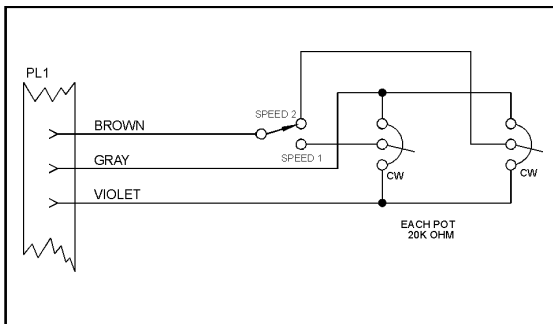 PL1
BROWN
SPEED 2
SPEED 1
GRAY
VIOLET
CW
CW
EACH POT
20K OHM